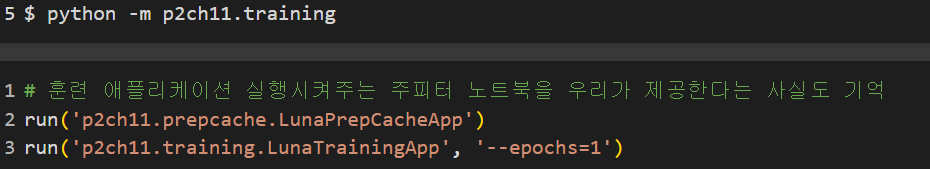 5 $ python -m p2ch11.training
1 # 훈련 애플리케이션 실행시켜주는 주피터 노트북을 우리가 제공한다는 사실도 기억
2 run('p2ch11.prepcache.LunaPrepCacheApp')
3 run('p2ch11.training.LunaTrainingApp', '--epochs=1')